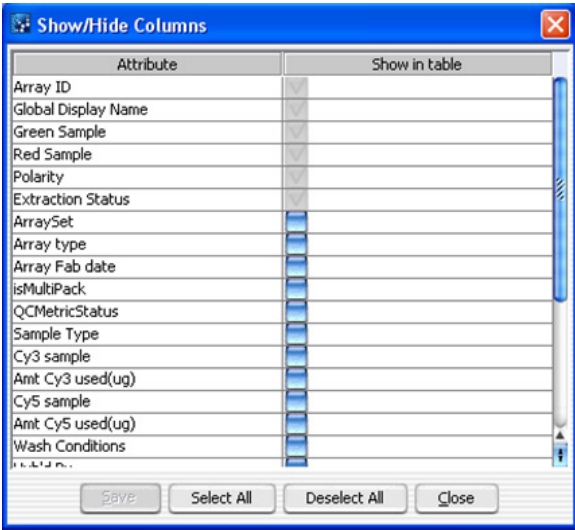 Show/Hide Columns
Attribute Show in table
Array ID
Global Display Name
Green Sample
Red Sample
Polarity
Extraction Status
ArraySet
Array type
Array Fab date
isMultiPack
QCMetricStatus
Sample Type
Cy3 sample
Amt Cy3 used(ug)
Cy5 sample
Amt Cy5 used(ug)
Wash Conditions
Save Select All Deselect All Close